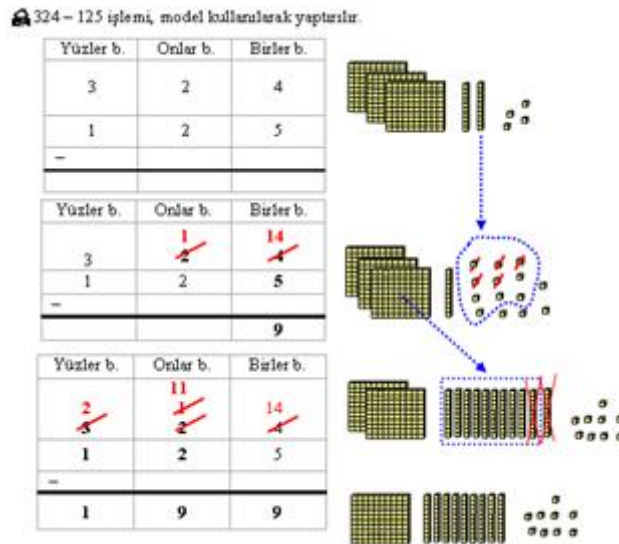 324 – 125 işlemi, model kullanılarak yaptırılır.
Yüzler b. Onlar b. Birler b.
3 2 4
1 2 5
–
Yüzler b. Onlar b. Birler b.
1 14
3 2 4
1 2 5
–
9
Yüzler b. Onlar b. Birler b.
11
2 1 14
3 2 4
1 2 5
–
1 9 9